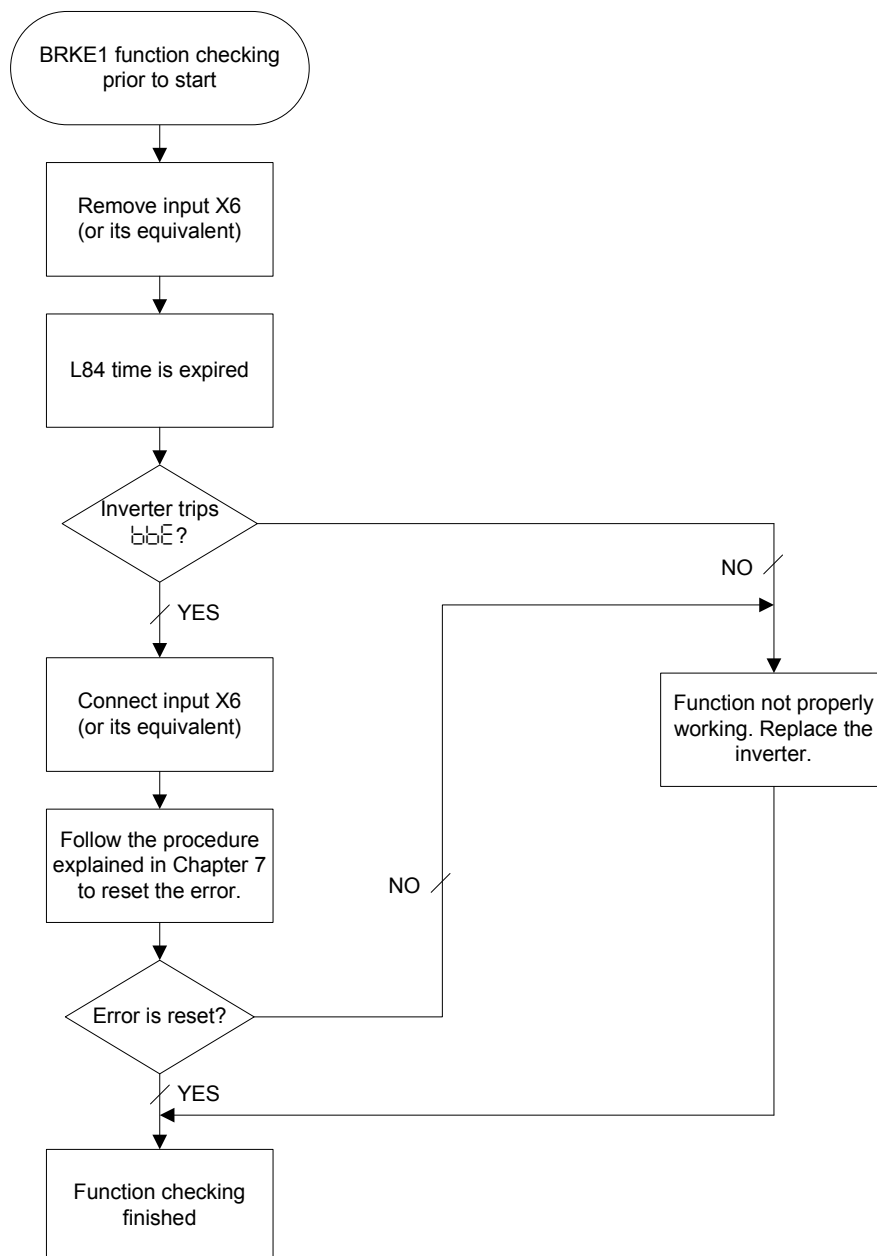 BRKE1 function checking
prior to start
Remove input X6
(or its equivalent)
L84 time is expired
Inverter trips
bbE?
NO
YES
Connect input X6
(or its equivalent)
Function not properly
working. Replace the
inverter.
Follow the procedure
explained in Chapter 7
to reset the error.
NO
Error is reset?
YES
Function checking
finished